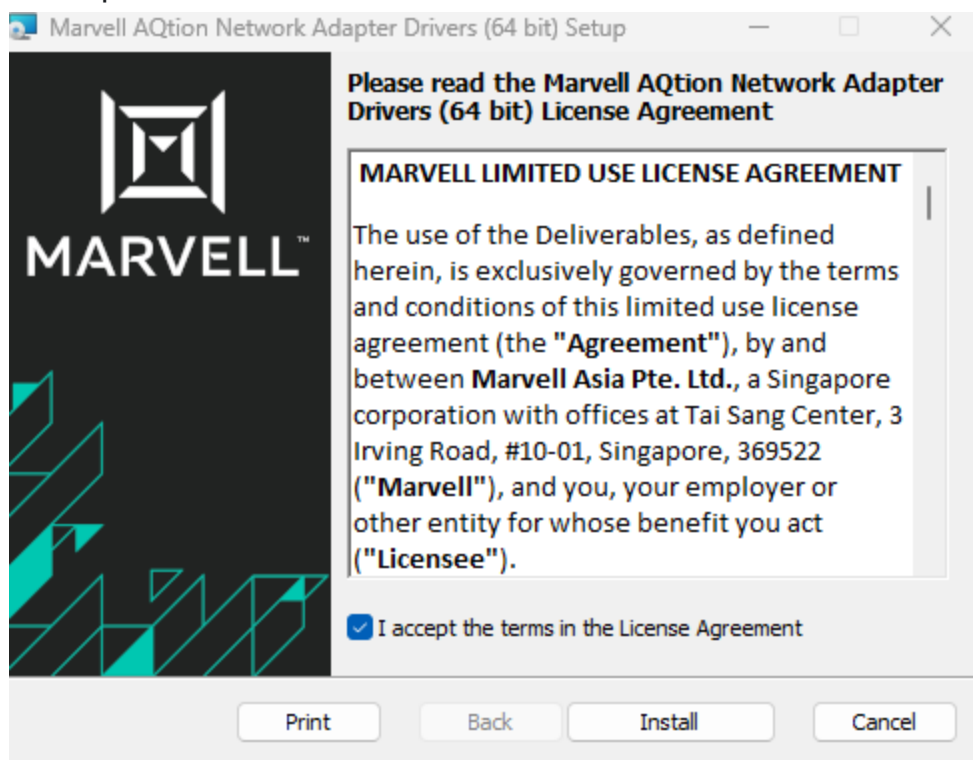 Marvell AQtion Network Adapter Drivers (64 bit) Setup
MARVELL™
Please read the Marvell AQtion Network Adapter
Drivers (64 bit) License Agreement
MARVELL LIMITED USE LICENSE AGREEMENT
The use of the Deliverables, as defined
herein, is exclusively governed by the terms
and conditions of this limited use license
agreement (the "Agreement"), by and
between Marvell Asia Pte. Ltd., a Singapore
corporation with offices at Tai Sang Center, 3
Irving Road, #10-01, Singapore, 369522
("Marvell"), and you, your employer or
other entity for whose benefit you act
("Licensee").
I accept the terms in the License Agreement
Print
Back
Install
Cancel